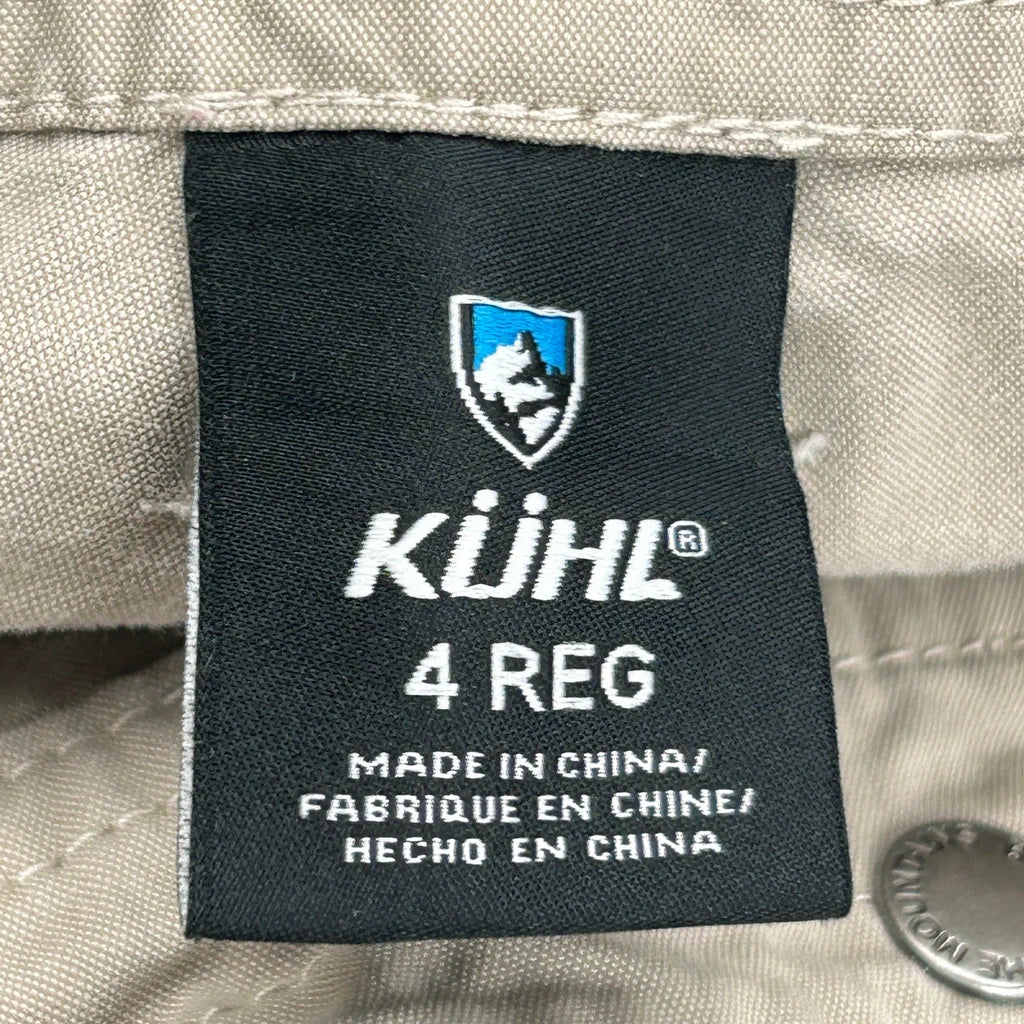 KÜHL®
4 REG
MADE IN CHINA/
FABRIQUE EN CHINE/
HECHO EN CHINA